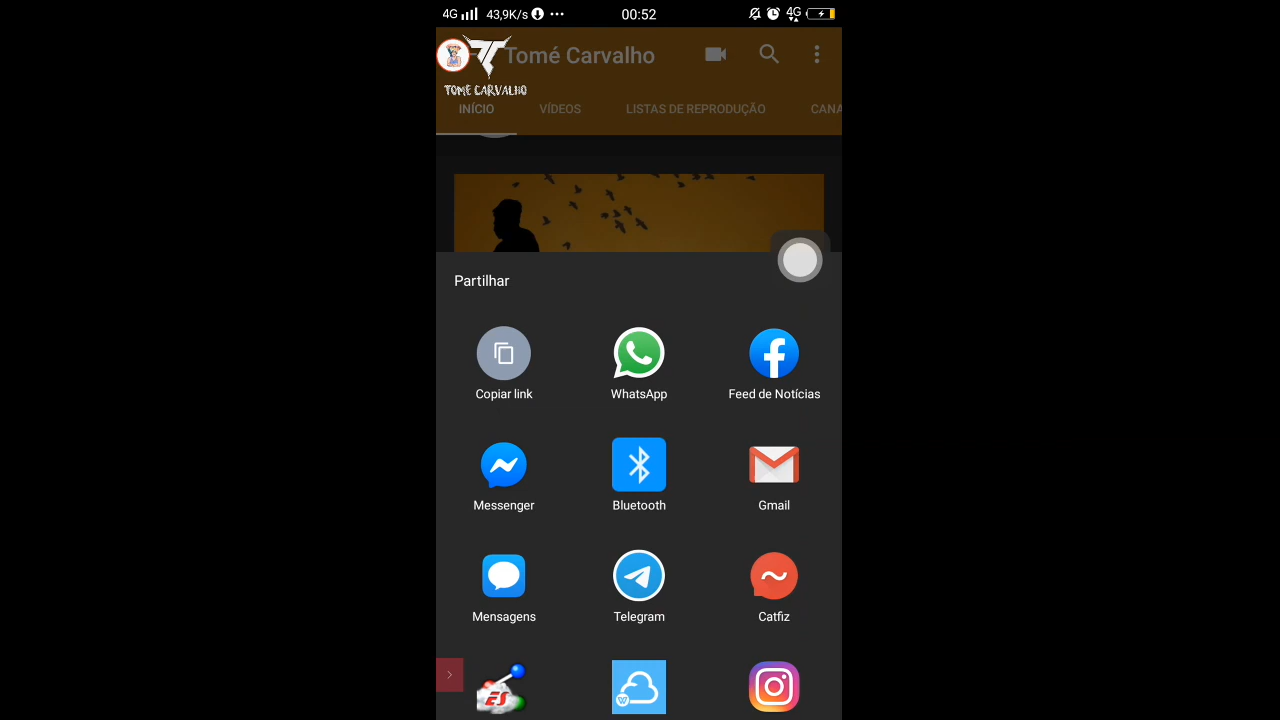 4G 43,9K/s 00:52 4G
Tomé Carvalho
TOMÉ CARVALHO
INÍCIO VÍDEOS LISTAS DE REPRODUÇÃO CANA
Partilhar
Copiar link WhatsApp Feed de Notícias
Messenger Bluetooth Gmail
Mensagens Telegram Catfiz
ES W